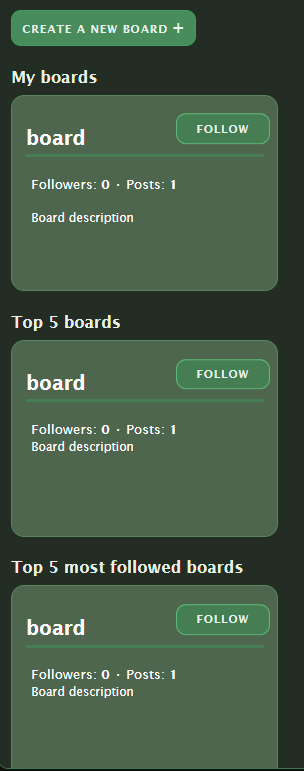 CREATE A NEW BOARD +
My boards
board
FOLLOW
Followers: 0 · Posts: 1
Board description
Top 5 boards
board
FOLLOW
Followers: 0 · Posts: 1
Board description
Top 5 most followed boards
board
FOLLOW
Followers: 0 · Posts: 1
Board description